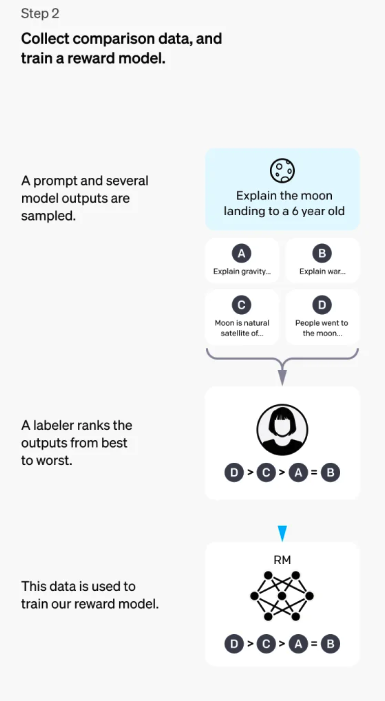 Step 2
Collect comparison data, and
train a reward model.
A prompt and several
model outputs are
sampled.
Explain the moon
landing to a 6 year old
A
Explain gravity...
B
Explain war...
C
Moon is natural
satellite of...
D
People went to
the moon...
A labeler ranks the
outputs from best
to worst.
D > C > A = B
This data is used to
train our reward model.
RM
D > C > A = B